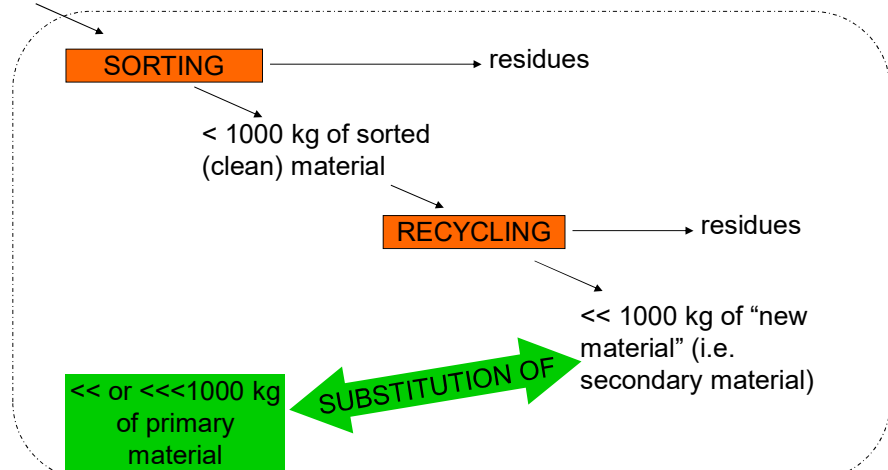 SORTING
residues
< 1000 kg of sorted
(clean) material
RECYCLING
residues
<< 1000 kg of “new
material” (i.e.
secondary material)
SUBSTITUTION OF
<< or <<<1000 kg
of primary
material